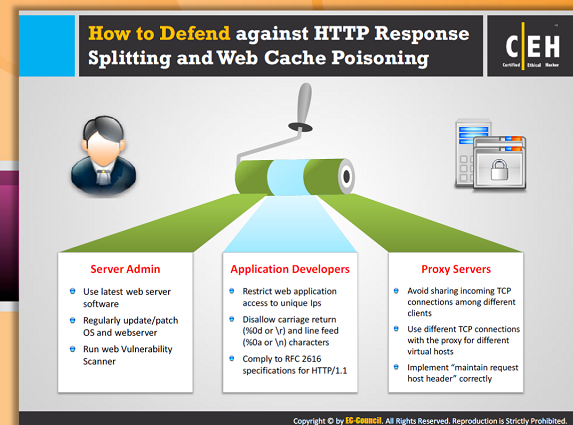 How to Defend against HTTP Response
Splitting and Web Cache Poisoning
C|EH
Certified Ethical Hacker
Server Admin
Use latest web server
software
Regularly update/patch
OS and webserver
Run web Vulnerability
Scanner
Application Developers
Restrict web application
access to unique Ips
Disallow carriage return
(%0d or \r) and line feed
(%0a or \n) characters
Comply to RFC 2616
specifications for HTTP/1.1
Proxy Servers
Avoid sharing incoming TCP
connections among different
clients
Use different TCP connections
with the proxy for different
virtual hosts
Implement “maintain request
host header” correctly
Copyright © by EC-Council. All Rights Reserved. Reproduction is Strictly Prohibited.